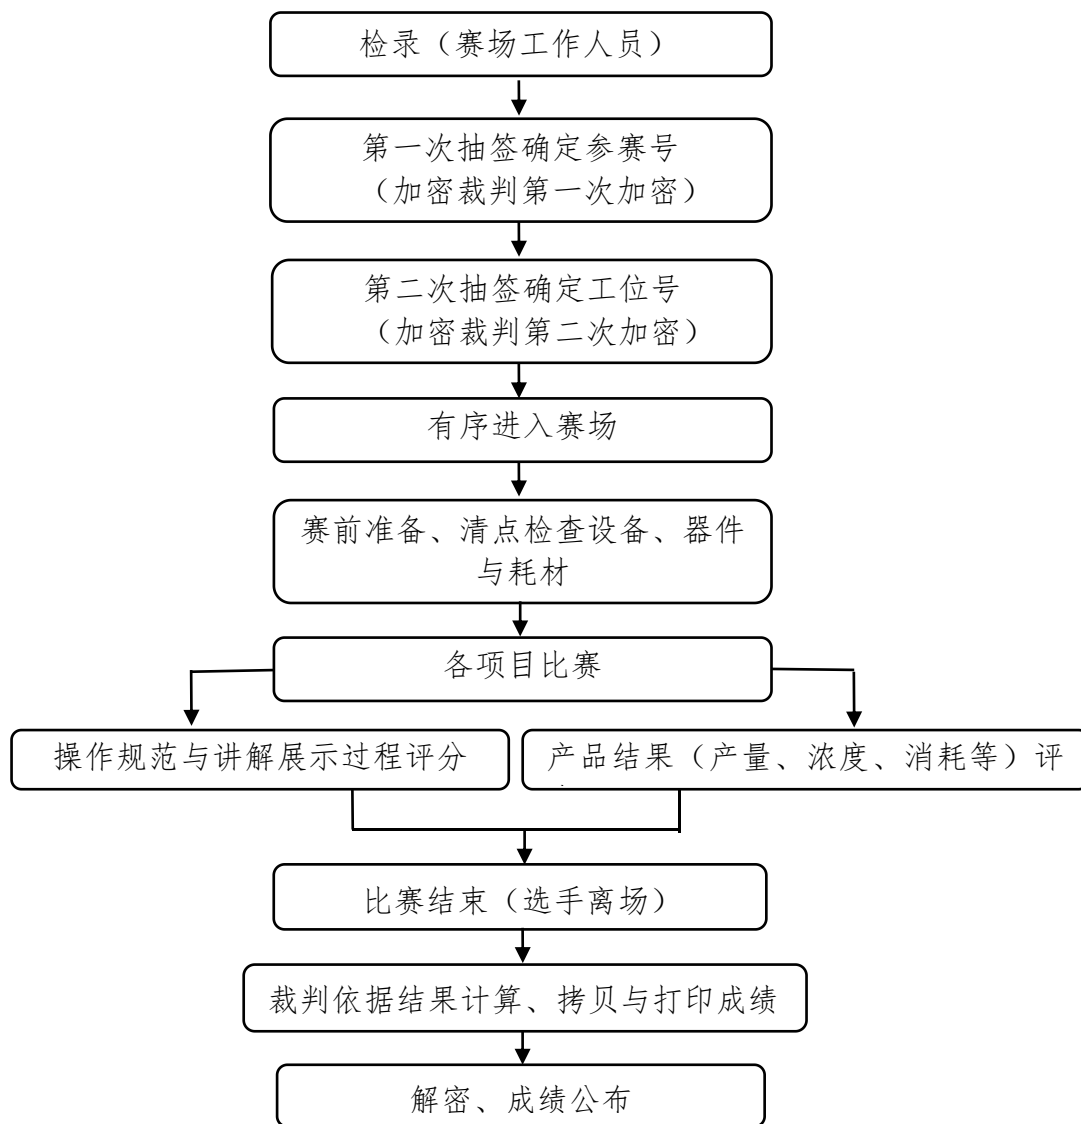 检录（赛场工作人员）
第一次抽签确定参赛号
（加密裁判第一次加密）
第二次抽签确定工位号
（加密裁判第二次加密）
有序进入赛场
赛前准备、清点检查设备、器件
与耗材
各项目比赛
操作规范与讲解展示过程评分
产品结果（产量、浓度、消耗等）评
比赛结束（选手离场）
裁判依据结果计算、拷贝与打印成绩
解密、成绩公布